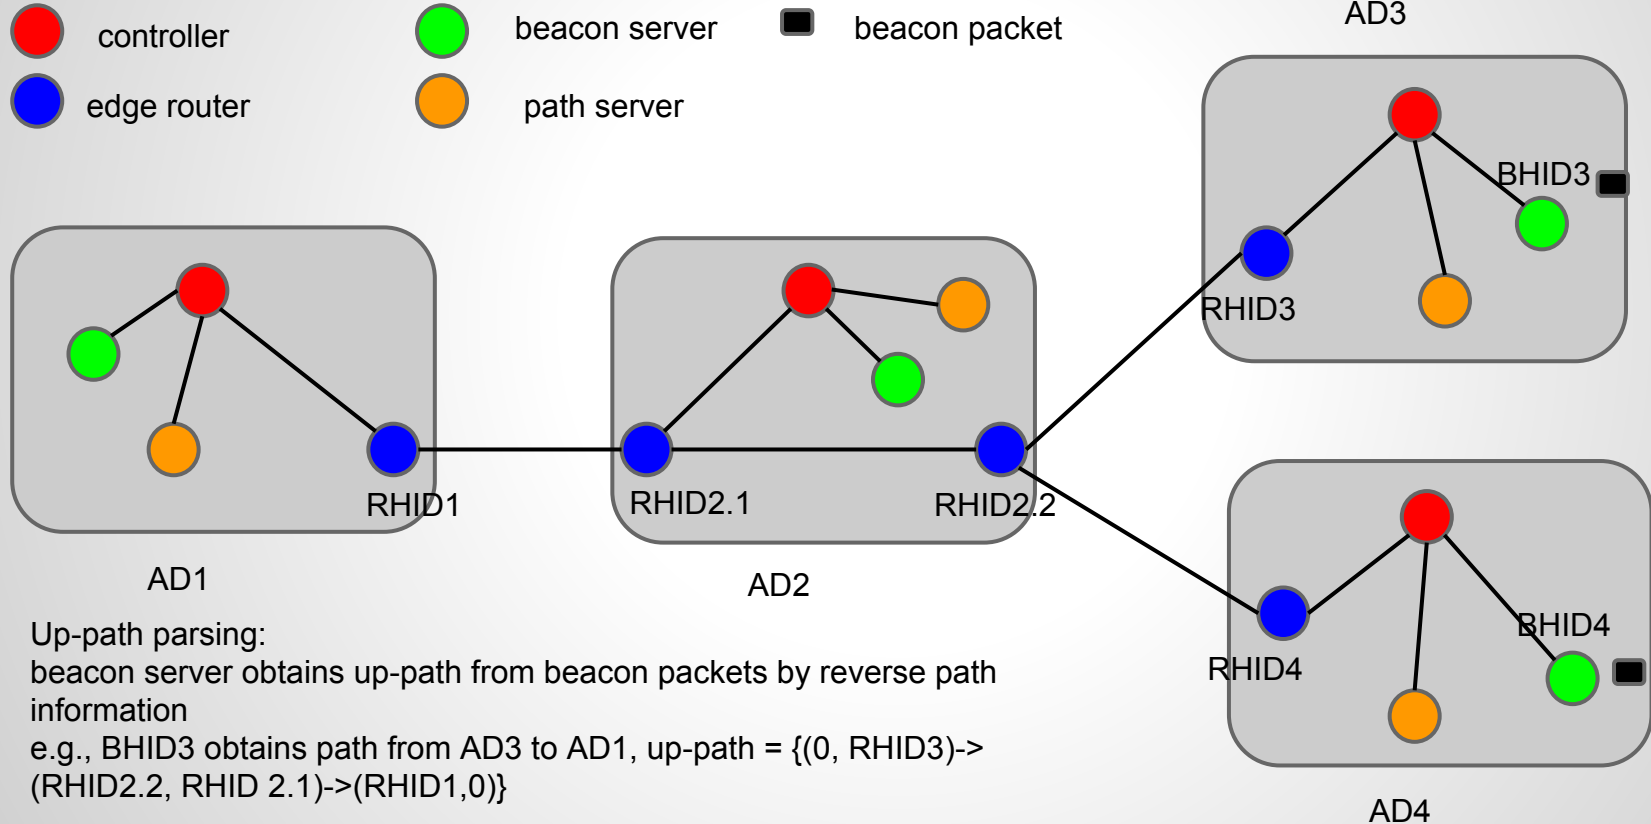 controller
beacon server
beacon packet
edge router
path server
AD3
BHID3
RHID3
RHID1
RHID2.1
RHID2.2
AD1
AD2
BHID4
RHID4
AD4
Up-path parsing:
beacon server obtains up-path from beacon packets by reverse path
information
e.g., BHID3 obtains path from AD3 to AD1, up-path = {(0, RHID3)->
(RHID2.2, RHID 2.1)->(RHID1,0)}